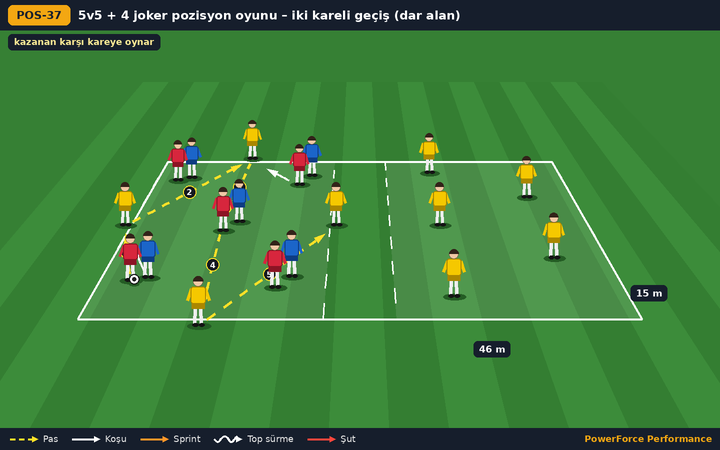 POS-37 5v5 + 4 joker pozisyon oyunu – iki kareli geçiş (dar alan)
kazanan karşı kareye oynar
2
4
5
15 m
46 m
Pas Koşu Sprint Top sürme Şut PowerForce Performance